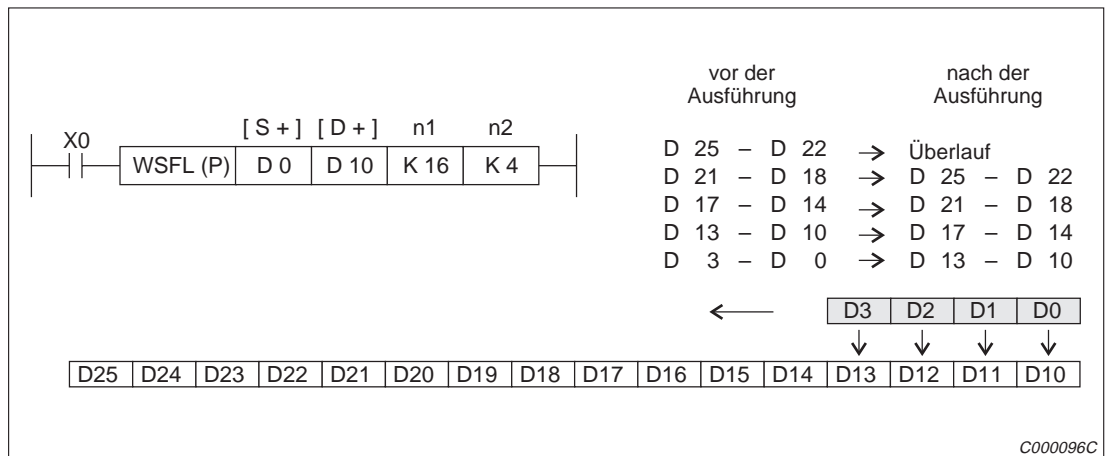 [ S + ] [ D + ] n1 n2
X0
WSFL (P) D 0 D 10 K 16 K 4
vor der
Ausführung
nach der
Ausführung
D 25 – D 22 → Überlauf
D 21 – D 18 → D 25 – D 22
D 17 – D 14 → D 21 – D 18
D 13 – D 10 → D 17 – D 14
D 3 – D 0 → D 13 – D 10
D3 D2 D1 D0
D25 D24 D23 D22 D21 D20 D19 D18 D17 D16 D15 D14 D13 D12 D11 D10
C000096C